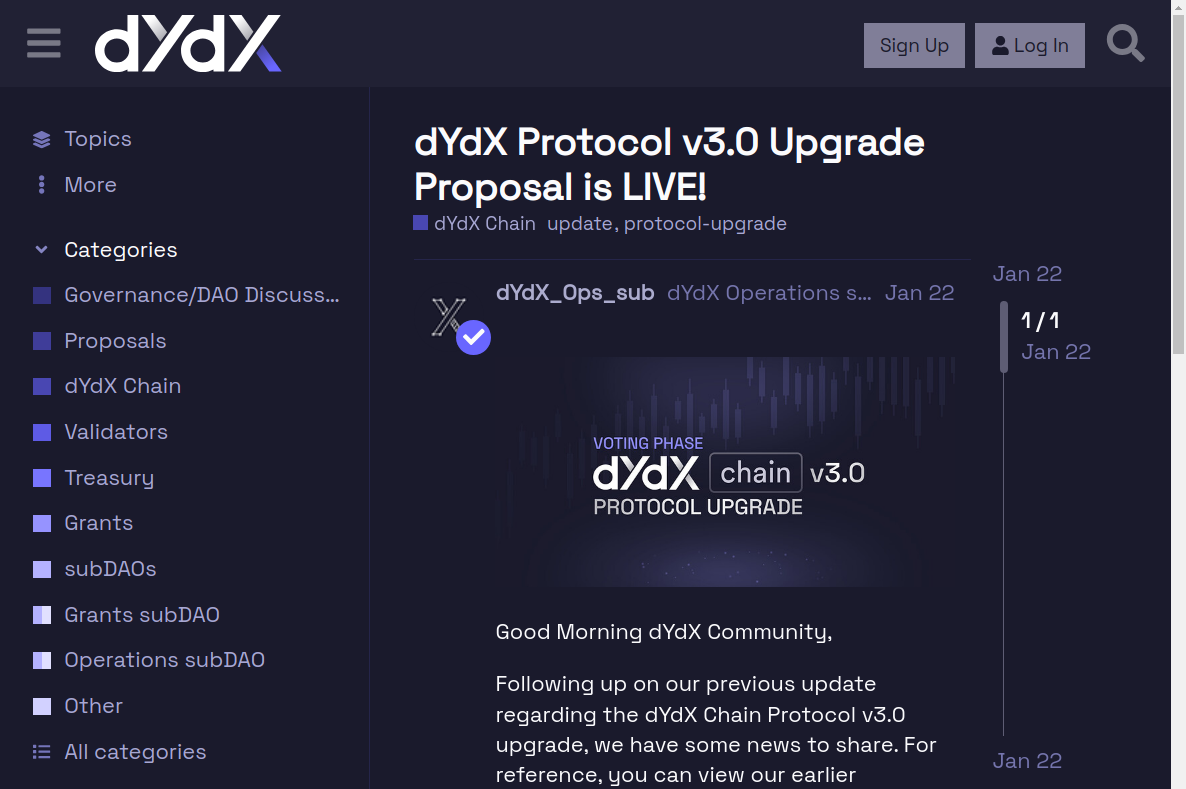 dYdX
Sign Up
Log In
Topics
More
Categories
Governance/DAO Discuss...
Proposals
dYdX Chain
Validators
Treasury
Grants
subDAOs
Grants subDAO
Operations subDAO
Other
All categories
dYdX Protocol v3.0 Upgrade
Proposal is LIVE!
dYdX Chain update, protocol-upgrade
dYdX_Ops_sub dYdX Operations s... Jan 22
VOTING PHASE
dYdX chain v3.0
PROTOCOL UPGRADE
Good Morning dYdX Community,
Following up on our previous update
regarding the dYdX Chain Protocol v3.0
upgrade, we have some news to share. For
reference, you can view our earlier
Jan 22
1/1
Jan 22
Jan 22